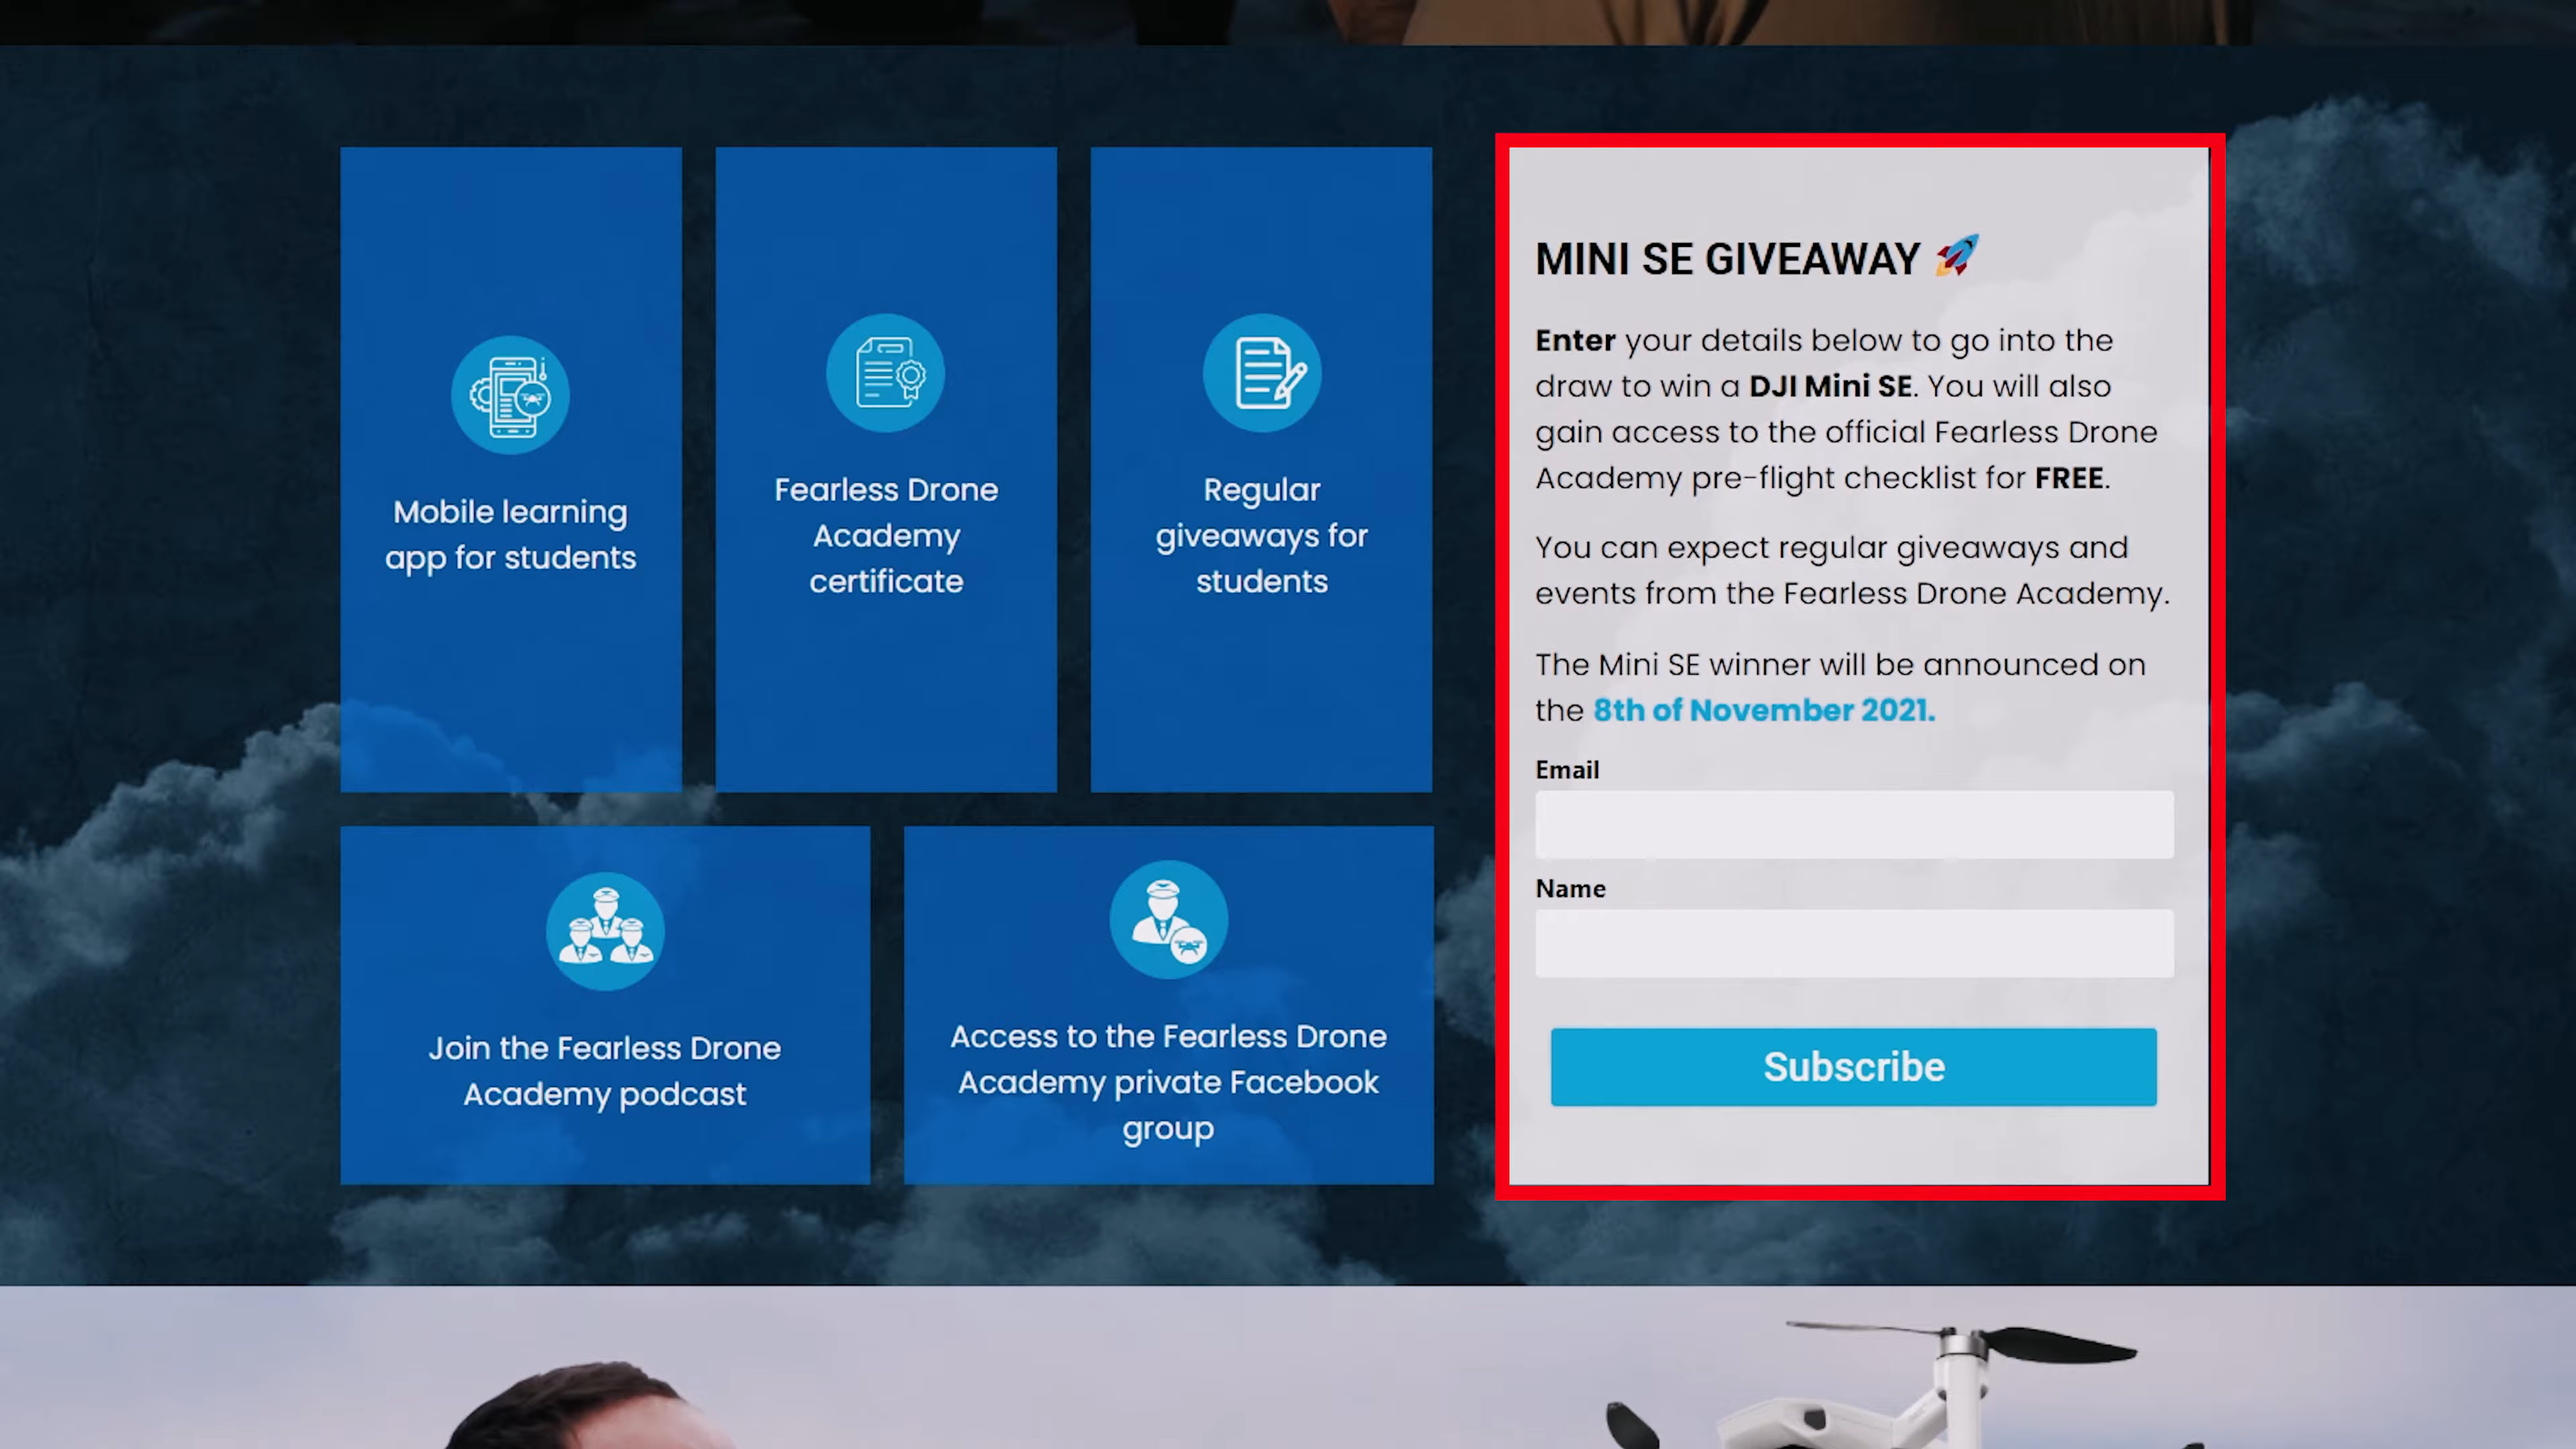 Mobile learning
app for students
Fearless Drone
Academy
certificate
Regular
giveaways for
students
Join the Fearless Drone
Academy podcast
Access to the Fearless Drone
Academy private Facebook
group
MINI SE GIVEAWAY 🚀
Enter your details below to go into the
draw to win a DJI Mini SE. You will also
gain access to the official Fearless Drone
Academy pre-flight checklist for FREE.
You can expect regular giveaways and
events from the Fearless Drone Academy.
The Mini SE winner will be announced on
the 8th of November 2021.
Email
Name
Subscribe